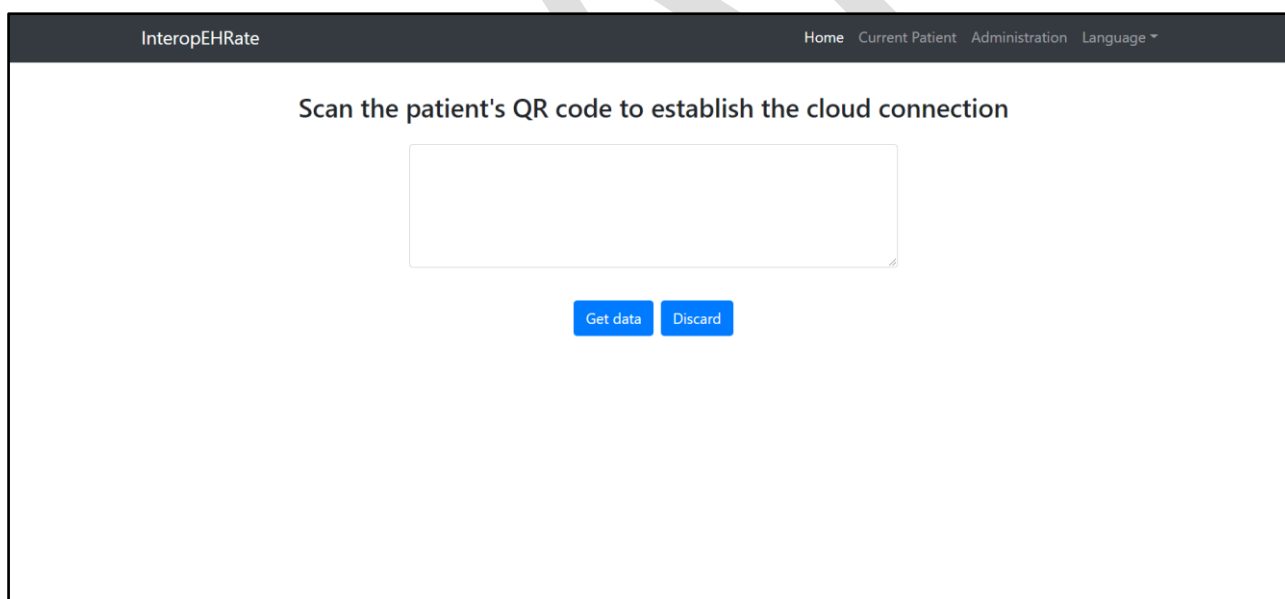 InteropEHRate Home Current Patient Administration Language
Scan the patient's QR code to establish the cloud connection
Get data Discard